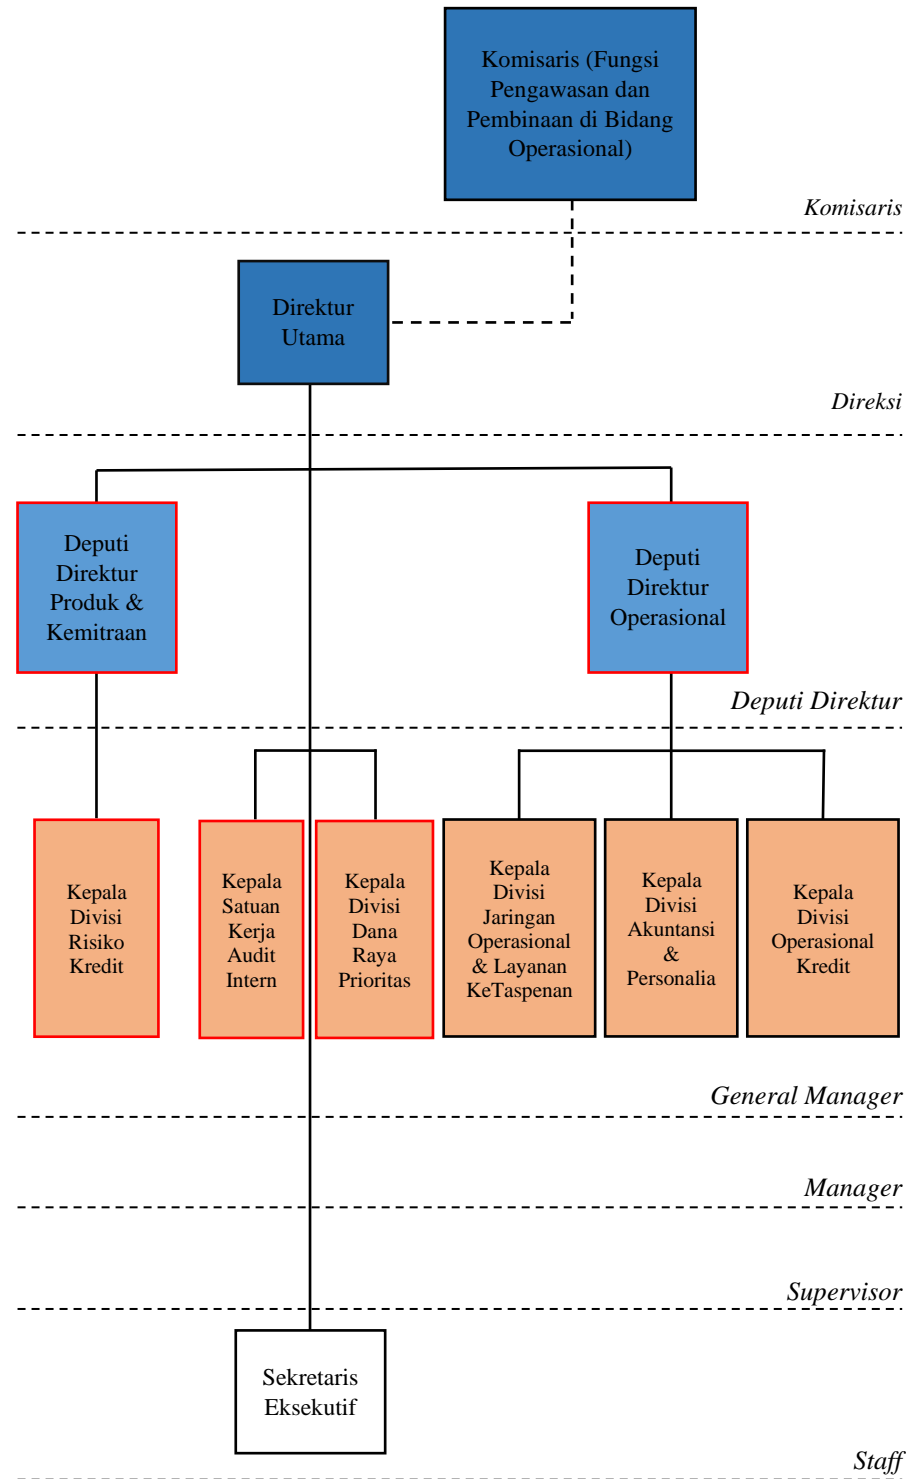 Komisaris (Fungsi
Pengawasan dan
Pembinaan di Bidang
Operasional)
Komisaris
Direktur
Utama
Direksi
Deputi
Direktur
Produk &
Kemitraan
Deputi
Direktur
Operasional
Deputi Direktur
Kepala
Divisi
Risiko
Kredit
Kepala
Satuan
Kerja
Audit
Intern
Kepala
Divisi
Dana
Raya
Prioritas
Kepala
Divisi
Jaringan
Operasional
& Layanan
KeTaspenan
Kepala
Divisi
Akuntansi
&
Personalia
Kepala
Divisi
Operasional
Kredit
General Manager
Manager
Supervisor
Sekretaris
Eksekutif
Staff